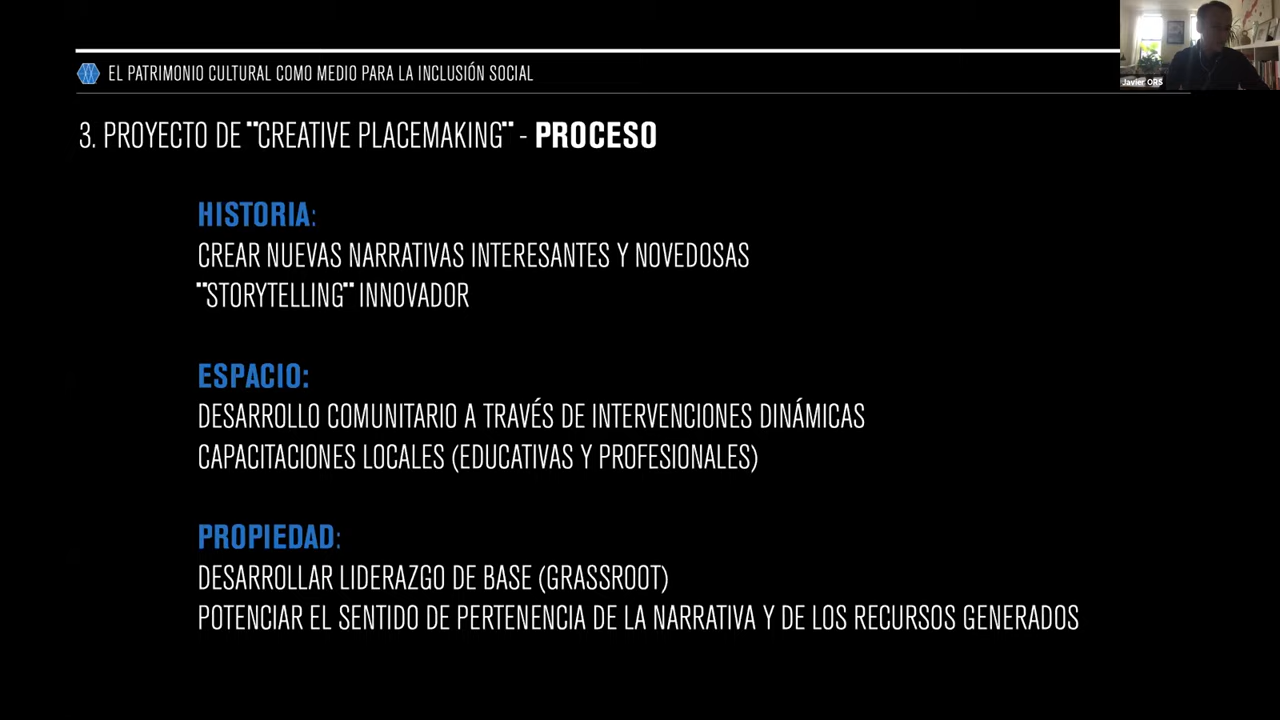 EL PATRIMONIO CULTURAL COMO MEDIO PARA LA INCLUSIÓN SOCIAL
Javier ORS
3. PROYECTO DE ¨CREATIVE PLACEMAKING¨ - PROCESO
HISTORIA:
CREAR NUEVAS NARRATIVAS INTERESANTES Y NOVEDOSAS
¨STORYTELLING¨ INNOVADOR
ESPACIO:
DESARROLLO COMUNITARIO A TRAVÉS DE INTERVENCIONES DINÁMICAS
CAPACITACIONES LOCALES (EDUCATIVAS Y PROFESIONALES)
PROPIEDAD:
DESARROLLAR LIDERAZGO DE BASE (GRASSROOT)
POTENCIAR EL SENTIDO DE PERTENENCIA DE LA NARRATIVA Y DE LOS RECURSOS GENERADOS